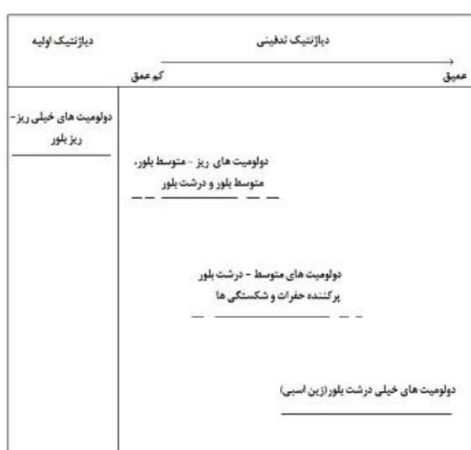 دیاژنتیک اولیه
دیاژنتیک تدفینی
کم عمق
عمیق
دولومیت های خیلی ریز-
ریز بلور
دولومیت های ریز - متوسط بلور،
متوسط بلور و درشت بلور
دولومیت های متوسط - درشت بلور
پرکننده حفرات و شکستگی ها
دولومیت های خیلی درشت بلور(زین اسبی)